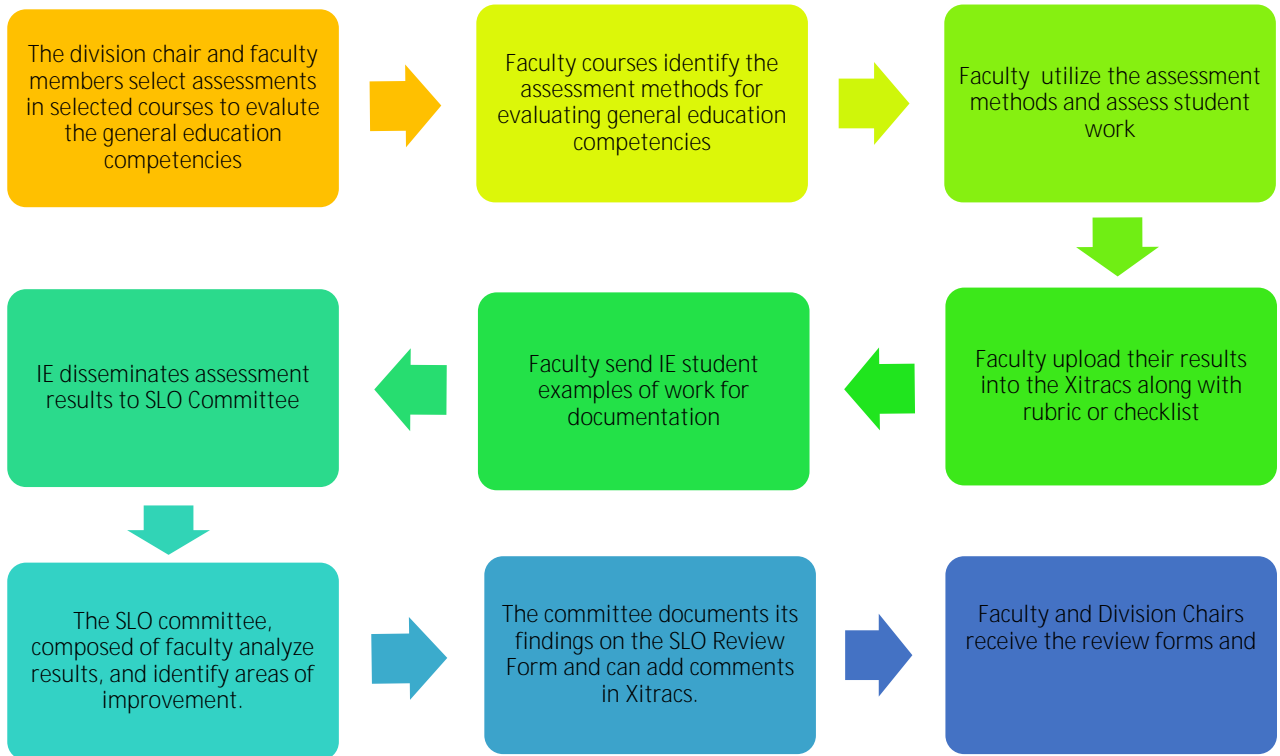 The division chair and faculty
members select assessments
in selected courses to evalute
the general education
competencies
Faculty courses identify the
assessment methods for
evaluating general education
competencies
Faculty utilize the assessment
methods and assess student
work
Faculty upload their results
into the Xitracs along with
rubric or checklist
Faculty send IE student
examples of work for
documentation
IE disseminates assessment
results to SLO Committee
The SLO committee,
composed of faculty analyze
results, and identify areas of
improvement.
The committee documents its
findings on the SLO Review
Form and can add comments
in Xitracs.
Faculty and Division Chairs
receive the review forms and